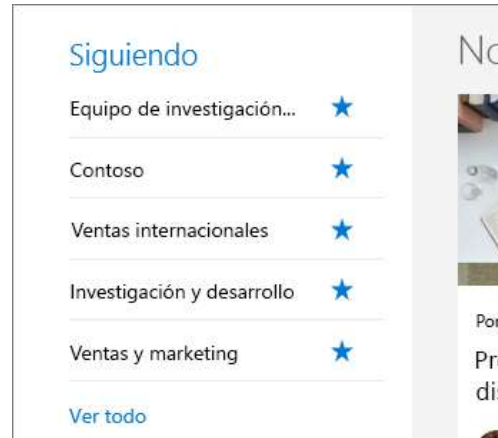 Siguiendo
Equipo de investigación...
Contoso
Ventas internacionales
Investigación y desarrollo
Ventas y marketing
Ver todo